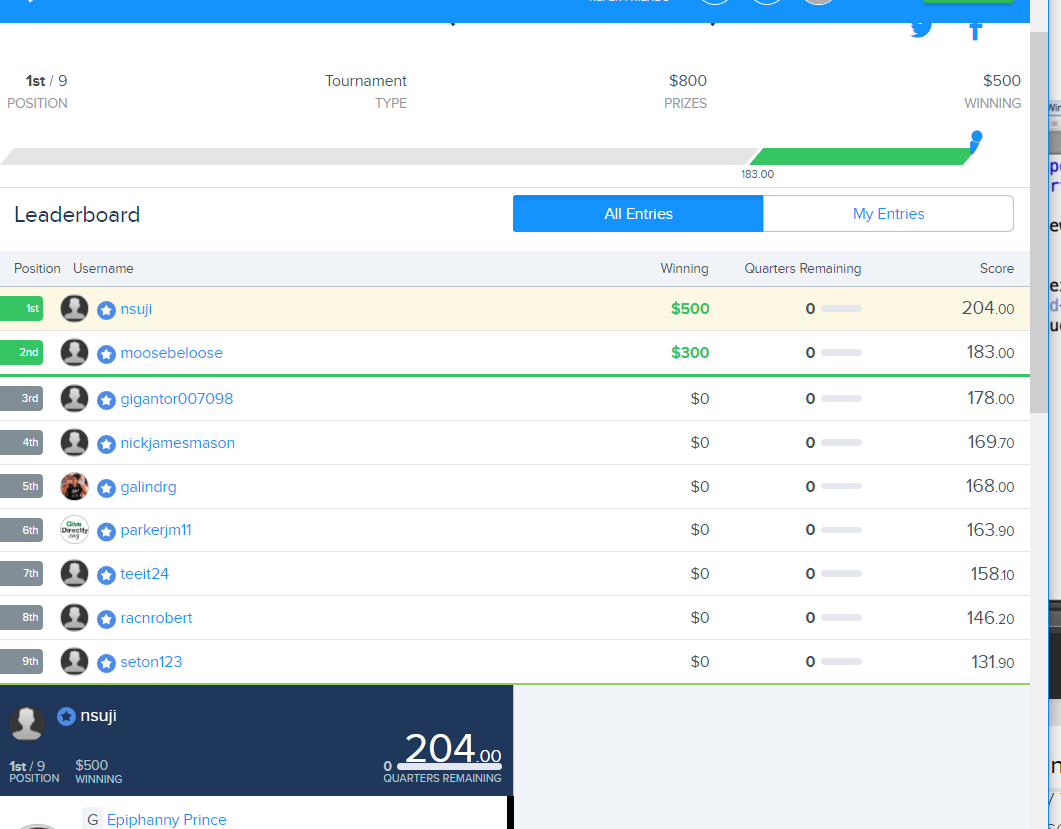 1st / 9 Tournament $800 $500
POSITION TYPE PRIZES WINNING
183.00
Leaderboard All Entries My Entries
Position Username Winning Quarters Remaining Score
1st nsuji $500 0 204.00
2nd moosebeloose $300 0 183.00
3rd gigantor007098 $0 0 178.00
4th nickjamesmason $0 0 169.70
5th galindrg $0 0 168.00
6th Give Directly .org parkerjm11 $0 0 163.90
7th teeit24 $0 0 158.10
8th racnrobert $0 0 146.20
9th seton123 $0 0 131.90
nsuji
204.00
1st / 9 $500 0
POSITION WINNING QUARTERS REMAINING
G Epiphanny Prince